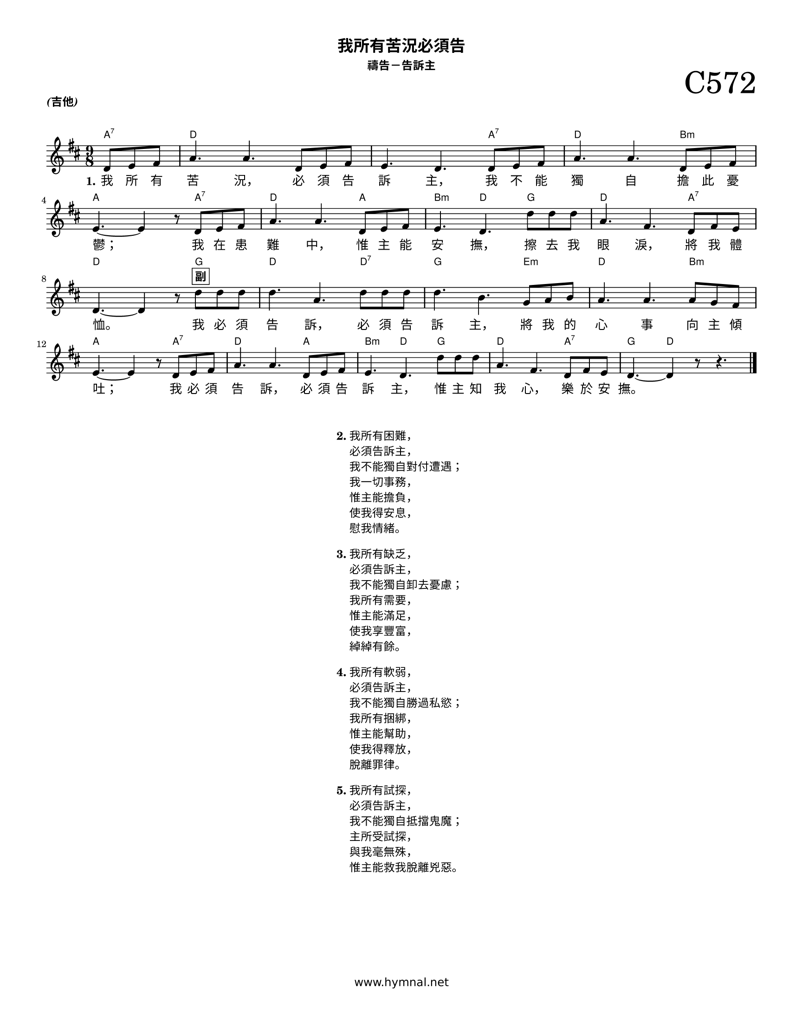 我所有苦況必須告
禱告－告訴主
C572
(吉他)
A7 D A7 D Bm
9/8
1. 我 所 有 苦 況， 必 須 告 訴 主， 我 不 能 獨 自 擔 此 憂
4
A A7 D A Bm D G D A7
鬱； 我 在 患 難 中， 惟 主 能 安 撫， 擦 去 我 眼 淚， 將 我 體
8
D G D D7 G Em D Bm
副
恤。 我 必 須 告 訴， 必 須 告 訴 主， 將 我 的 心 事 向 主 傾
12
A A7 D A Bm D G D A7 G D
吐； 我 必 須 告 訴， 必 須 告 訴 主， 惟 主 知 我 心， 樂 於 安 撫。
2. 我所有困難，
必須告訴主，
我不能獨自對付遭遇；
我一切事務，
惟主能擔負，
使我得安息，
慰我情緒。
3. 我所有缺乏，
必須告訴主，
我不能獨自卸去憂慮；
我所有需要，
惟主能滿足，
使我享豐富，
綽綽有餘。
4. 我所有軟弱，
必須告訴主，
我不能獨自勝過私慾；
我所有捆綁，
惟主能幫助，
使我得釋放，
脫離罪律。
5. 我所有試探，
必須告訴主，
我不能獨自抵擋鬼魔；
主所受試探，
與我毫無殊，
惟主能救我脫離兇惡。
www.hymnal.net